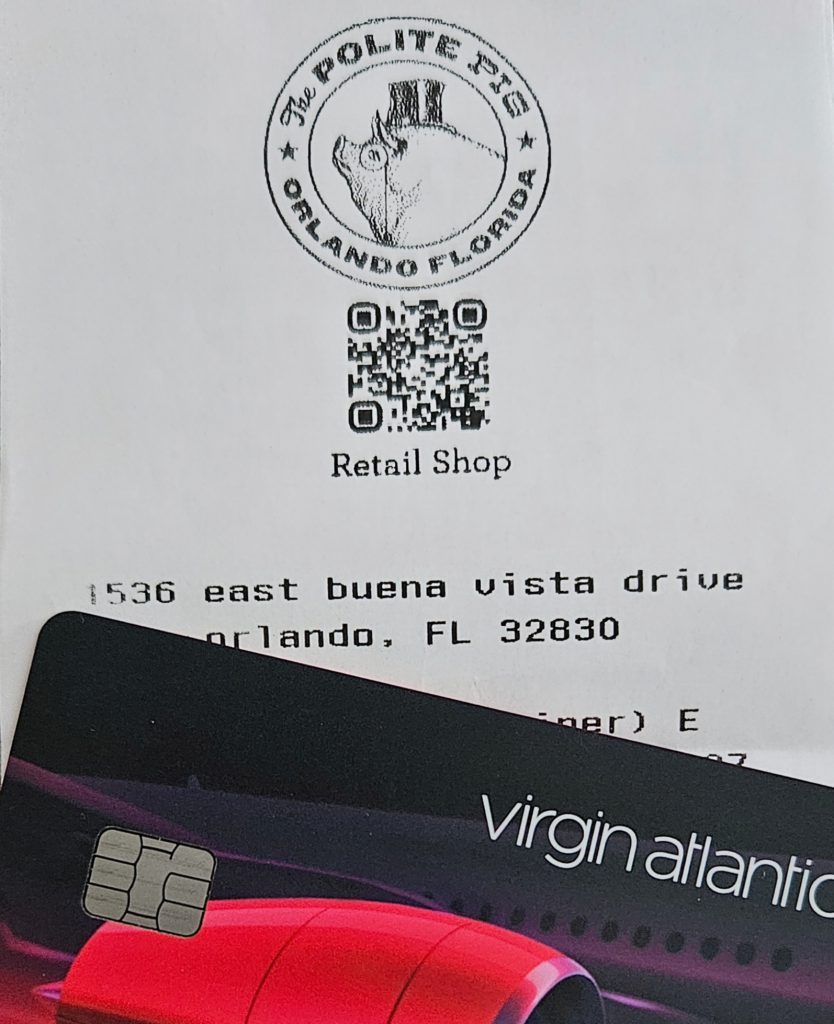 The POLITE PIG
ORLANDO FLORIDA
Retail Shop
1536 east buena vista drive
orlando, FL 32830
E
virgin atlantic